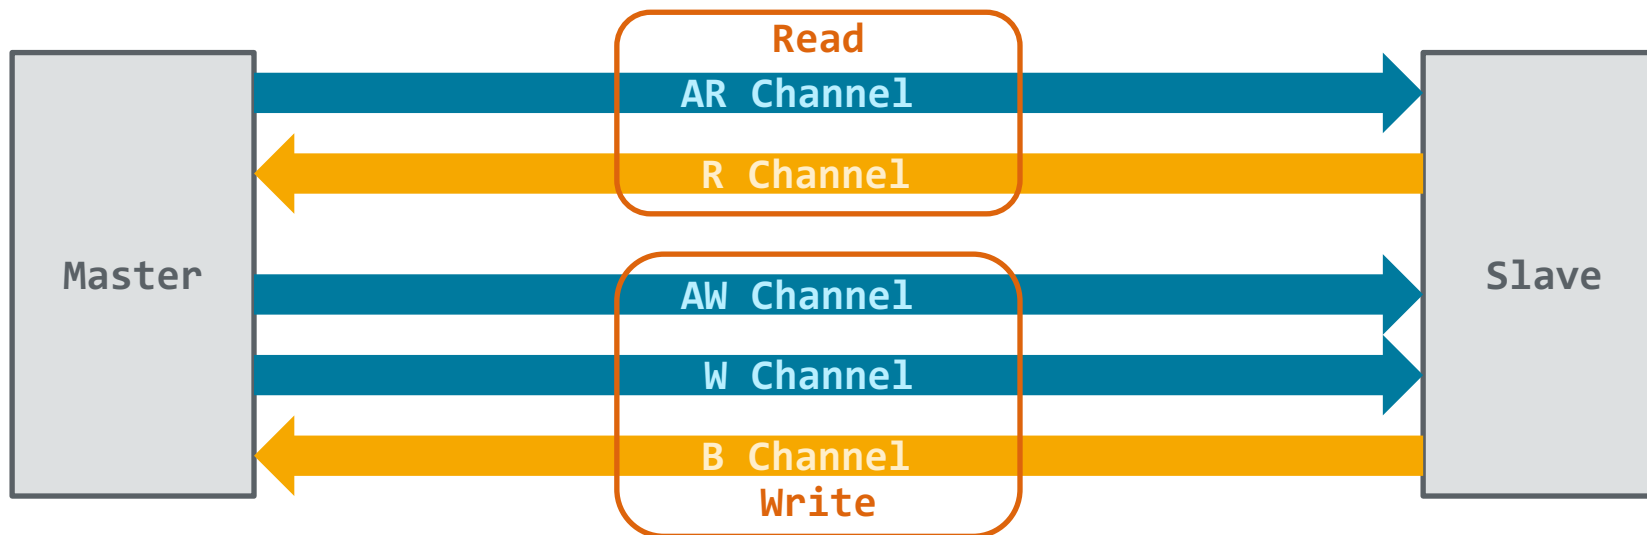 Read
AR Channel
R Channel
Master
Slave
AW Channel
W Channel
B Channel
Write